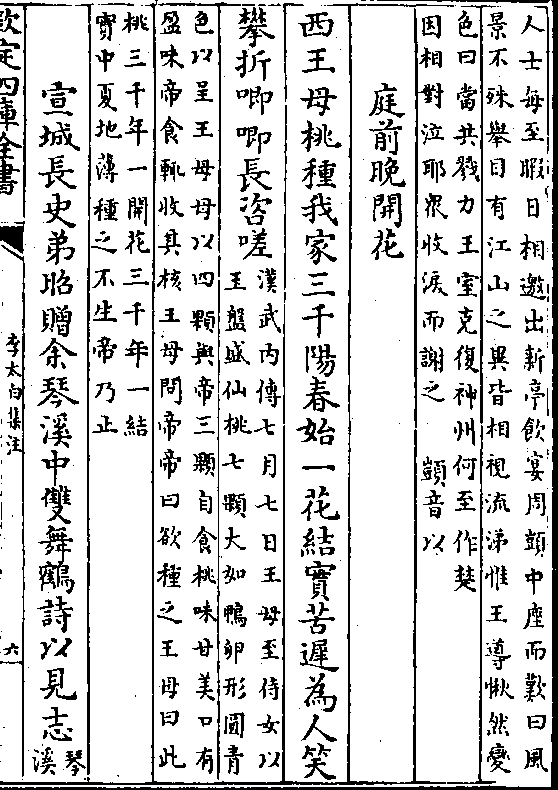 人士每至暇日相邀出新亭飲宴周顗中座而歎曰風
景不殊舉目有江山之異皆相視流涕惟王導愀然變
色曰當共戮力王室克復神州何至作楚
囚相對泣耶衆收淚而謝之　顗音以
庭前晩開花
西王母桃種我家三千陽春始一花結實苦遲為人笑
攀折唧唧長咨嗟
漢武内傳七月七日王母至侍女以
玉盤盛仙桃七顆大如鴨卵形圓青
色以呈王母母以四顆與帝三顆自食桃味甘美口有
盈味帝食輒收其核王母問帝帝曰欲種之王母曰此
桃三千年一開花三千年一結
實中夏地薄種之不生帝乃止
宣城長史弟昭贈余琴溪中雙舞鶴詩以見志
琴
溪
欽定四庫全書
李太白集注
六